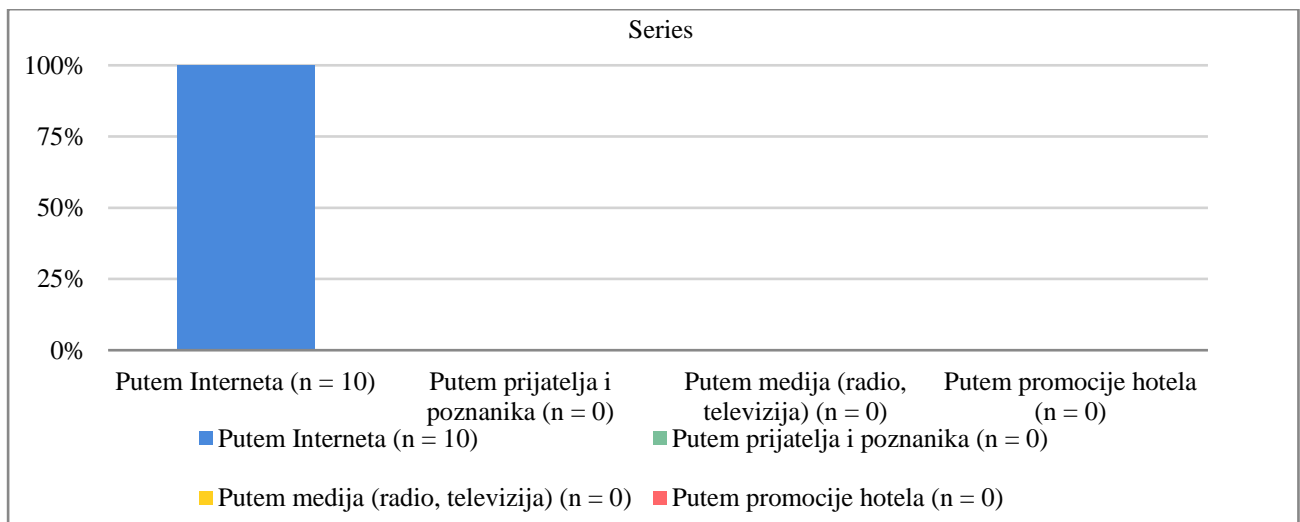 Series
100%
75%
50%
25%
0%
Putem Interneta (n = 10)
Putem prijatelja i
poznanika (n = 0)
Putem medija (radio,
televizija) (n = 0)
Putem promocije hotela
(n = 0)
Putem Interneta (n = 10)
Putem prijatelja i poznanika (n = 0)
Putem medija (radio, televizija) (n = 0)
Putem promocije hotela (n = 0)